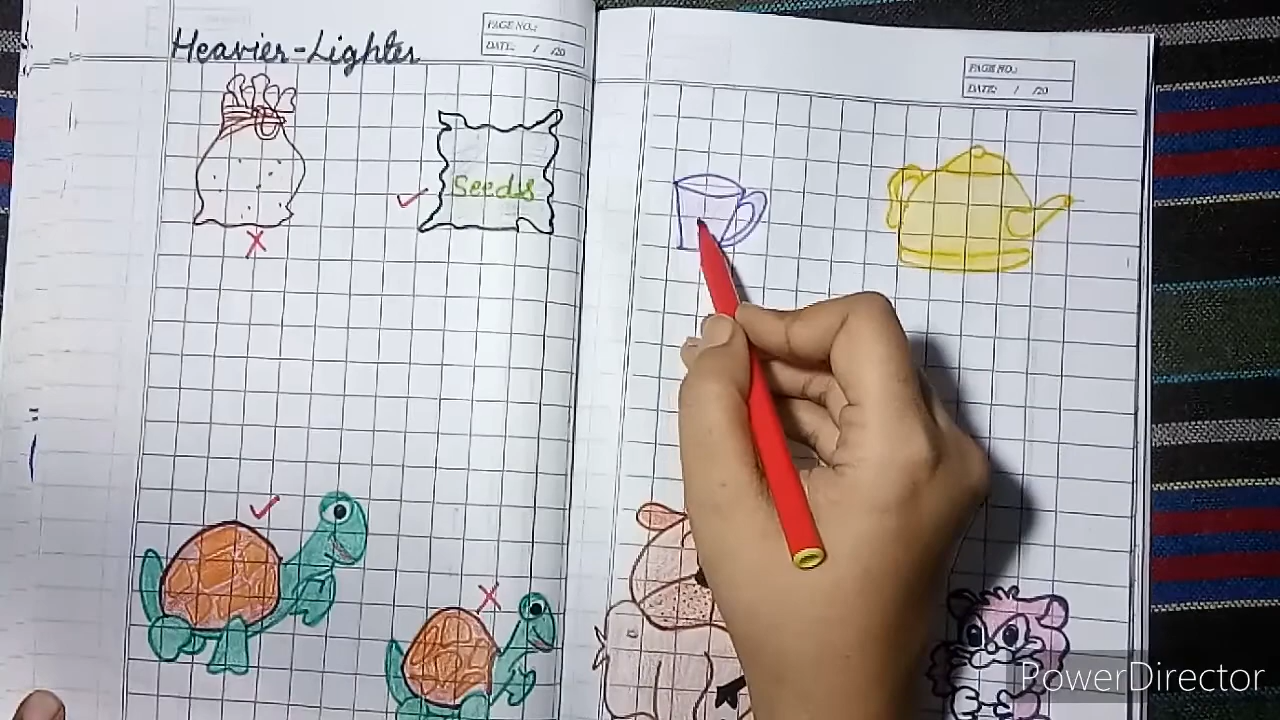 Heavier-Lighter
PAGE NO.:
DATE: / /20
Seeds
PAGE NO.:
DATE: / /20
PowerDirector